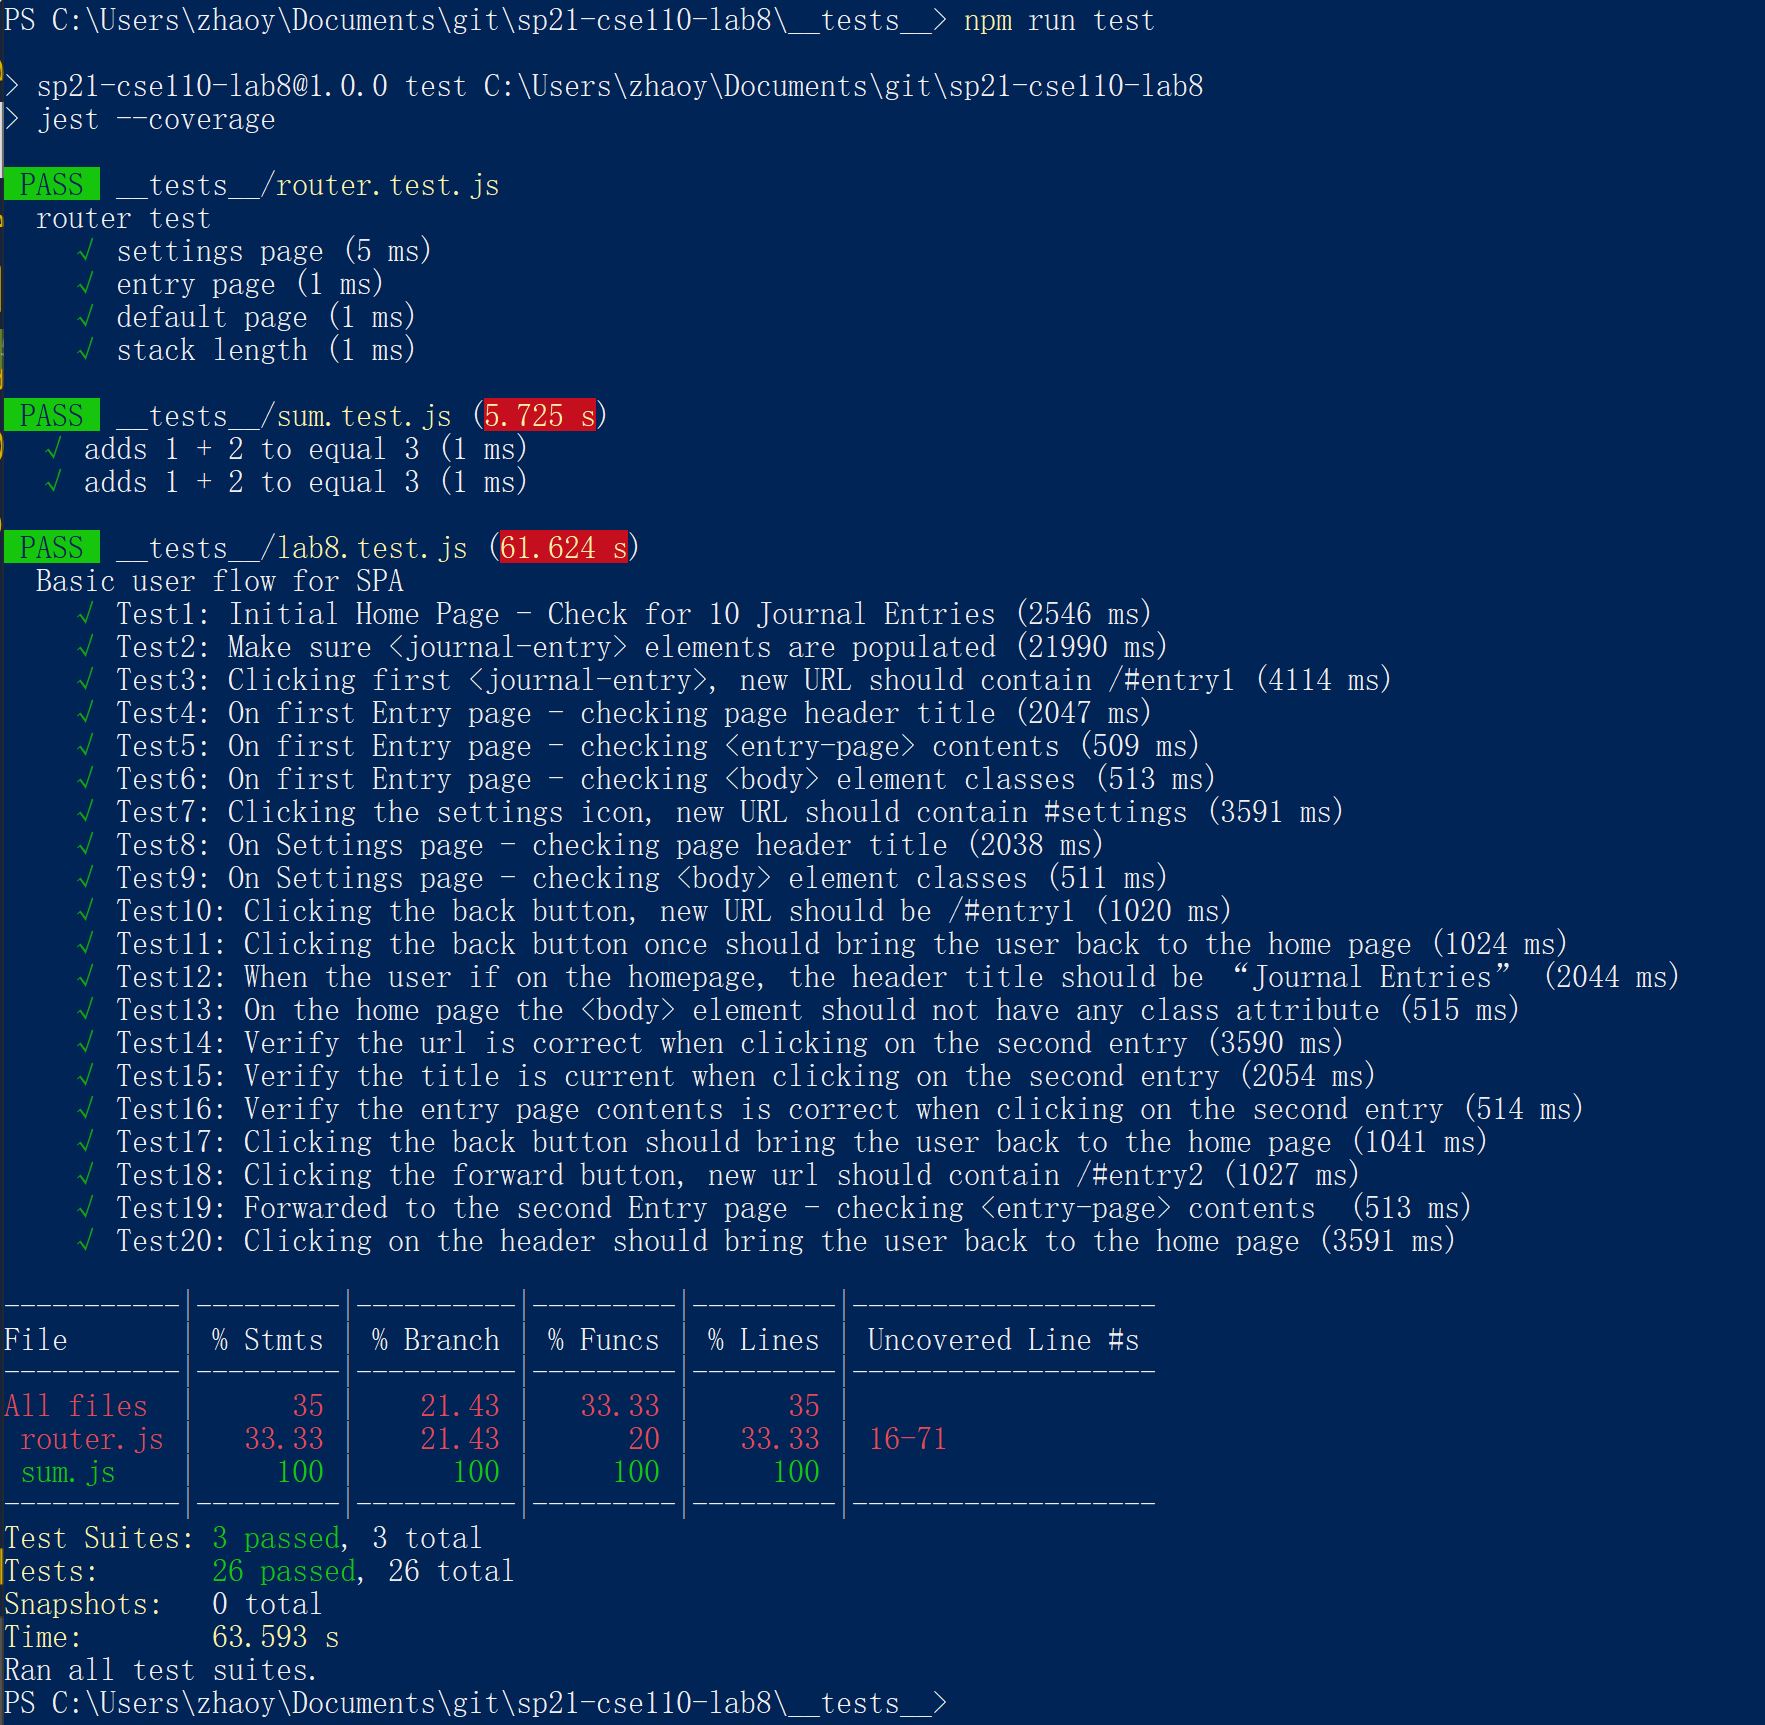 PS C:\Users\zhaoy\Documents\git\sp21-cse110-lab8\__tests__> npm run test
> sp21-cse110-lab8@1.0.0 test C:\Users\zhaoy\Documents\git\sp21-cse110-lab8
> jest --coverage
PASS __tests__/router.test.js
router test
√ settings page (5 ms)
√ entry page (1 ms)
√ default page (1 ms)
√ stack length (1 ms)
PASS __tests__/sum.test.js (5.725 s)
√ adds 1 + 2 to equal 3 (1 ms)
√ adds 1 + 2 to equal 3 (1 ms)
PASS __tests__/lab8.test.js (61.624 s)
Basic user flow for SPA
√ Test1: Initial Home Page - Check for 10 Journal Entries (2546 ms)
√ Test2: Make sure <journal-entry> elements are populated (21990 ms)
√ Test3: Clicking first <journal-entry>, new URL should contain /#entry1 (4114 ms)
√ Test4: On first Entry page - checking page header title (2047 ms)
√ Test5: On first Entry page - checking <entry-page> contents (509 ms)
√ Test6: On first Entry page - checking <body> element classes (513 ms)
√ Test7: Clicking the settings icon, new URL should contain #settings (3591 ms)
√ Test8: On Settings page - checking page header title (2038 ms)
√ Test9: On Settings page - checking <body> element classes (511 ms)
√ Test10: Clicking the back button, new URL should be /#entry1 (1020 ms)
√ Test11: Clicking the back button once should bring the user back to the home page (1024 ms)
√ Test12: When the user if on the homepage, the header title should be “Journal Entries” (2044 ms)
√ Test13: On the home page the <body> element should not have any class attribute (515 ms)
√ Test14: Verify the url is correct when clicking on the second entry (3590 ms)
√ Test15: Verify the title is current when clicking on the second entry (2054 ms)
√ Test16: Verify the entry page contents is correct when clicking on the second entry (514 ms)
√ Test17: Clicking the back button should bring the user back to the home page (1041 ms)
√ Test18: Clicking the forward button, new url should contain /#entry2 (1027 ms)
√ Test19: Forwarded to the second Entry page - checking <entry-page> contents  (513 ms)
√ Test20: Clicking on the header should bring the user back to the home page (3591 ms)
-----------|---------|----------|---------|---------|-------------------
File       | % Stmts | % Branch | % Funcs | % Lines | Uncovered Line #s
-----------|---------|----------|---------|---------|-------------------
All files  |      35 |    21.43 |   33.33 |      35 |
 router.js |   33.33 |    21.43 |      20 |   33.33 | 16-71
 sum.js    |     100 |      100 |     100 |     100 |
-----------|---------|----------|---------|---------|-------------------
Test Suites: 3 passed, 3 total
Tests:       26 passed, 26 total
Snapshots:   0 total
Time:        63.593 s
Ran all test suites.
PS C:\Users\zhaoy\Documents\git\sp21-cse110-lab8\__tests__>